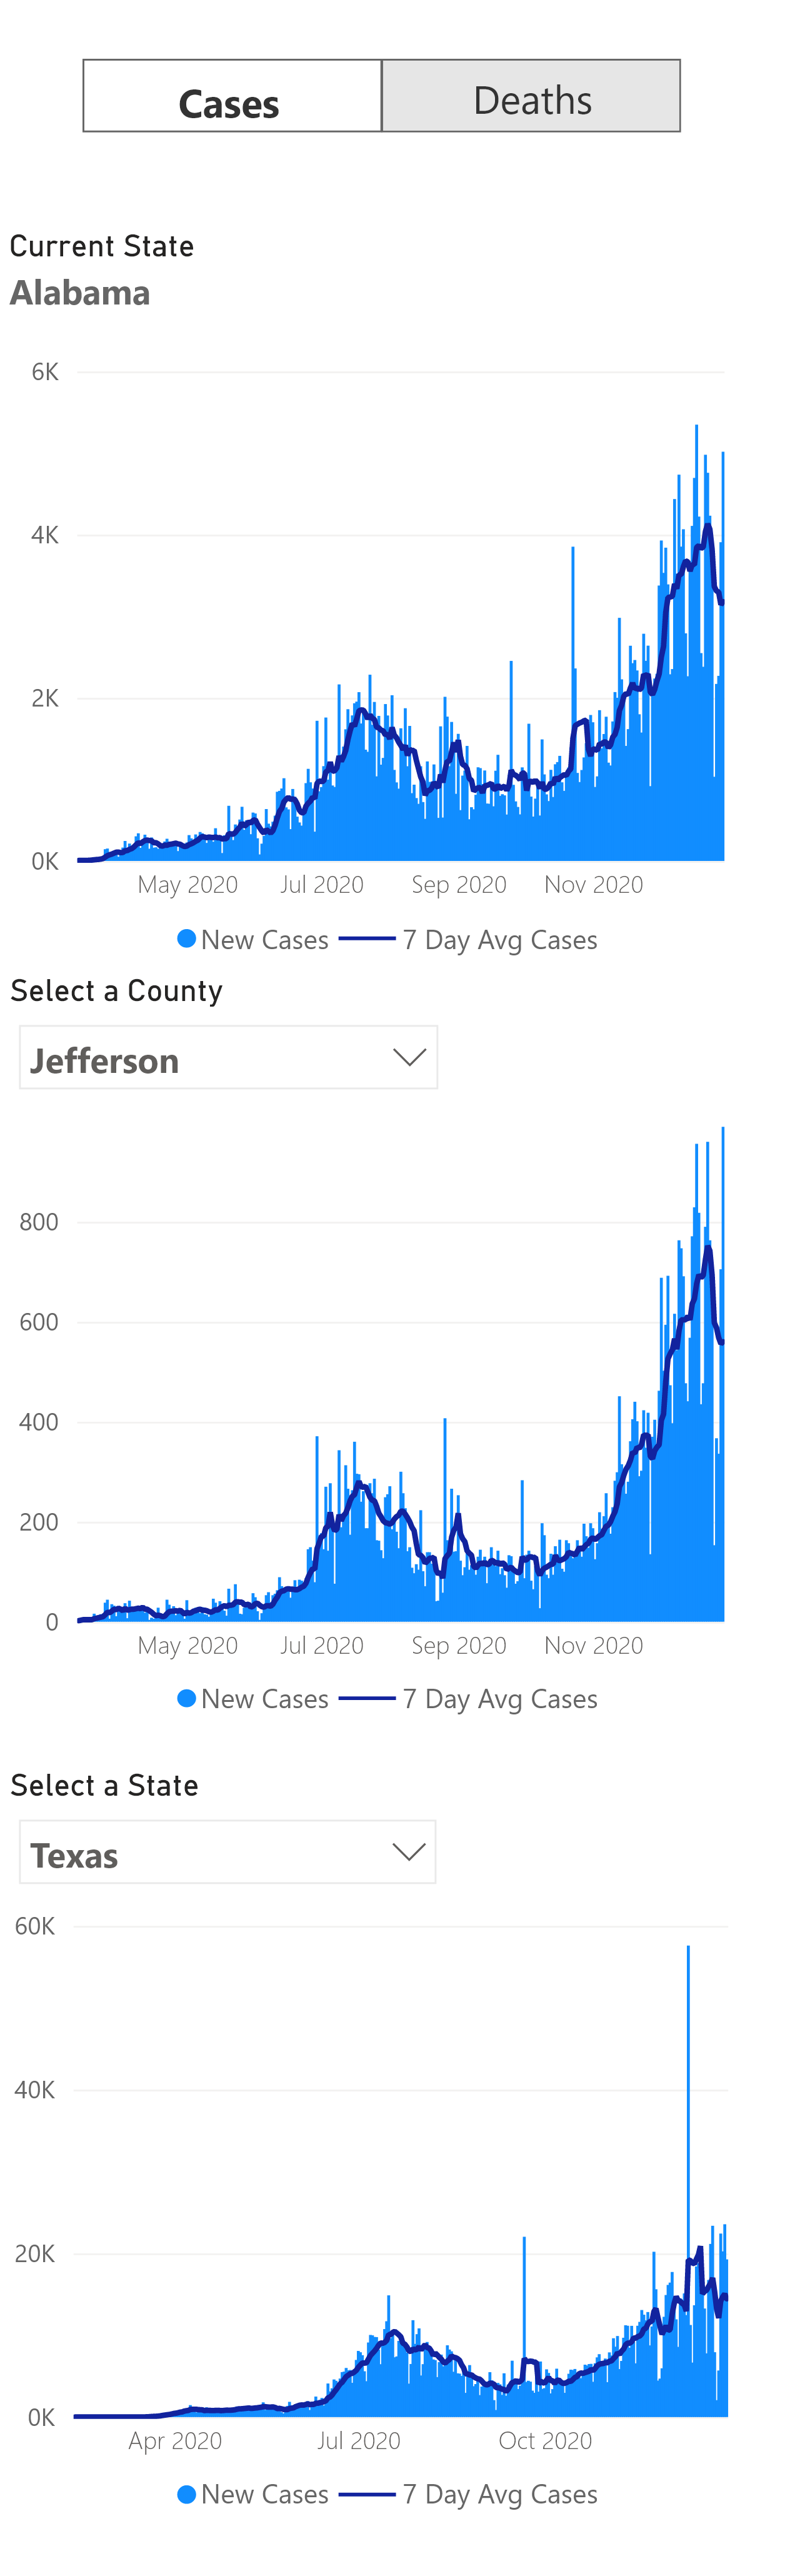 Cases Deaths
Current State
Alabama
6K
4K
2K
0K
May 2020 Jul 2020 Sep 2020 Nov 2020
New Cases 7 Day Avg Cases
Select a County
Jefferson
800
600
400
200
0
May 2020 Jul 2020 Sep 2020 Nov 2020
New Cases 7 Day Avg Cases
Select a State
Texas
60K
40K
20K
0K
Apr 2020 Jul 2020 Oct 2020
New Cases 7 Day Avg Cases